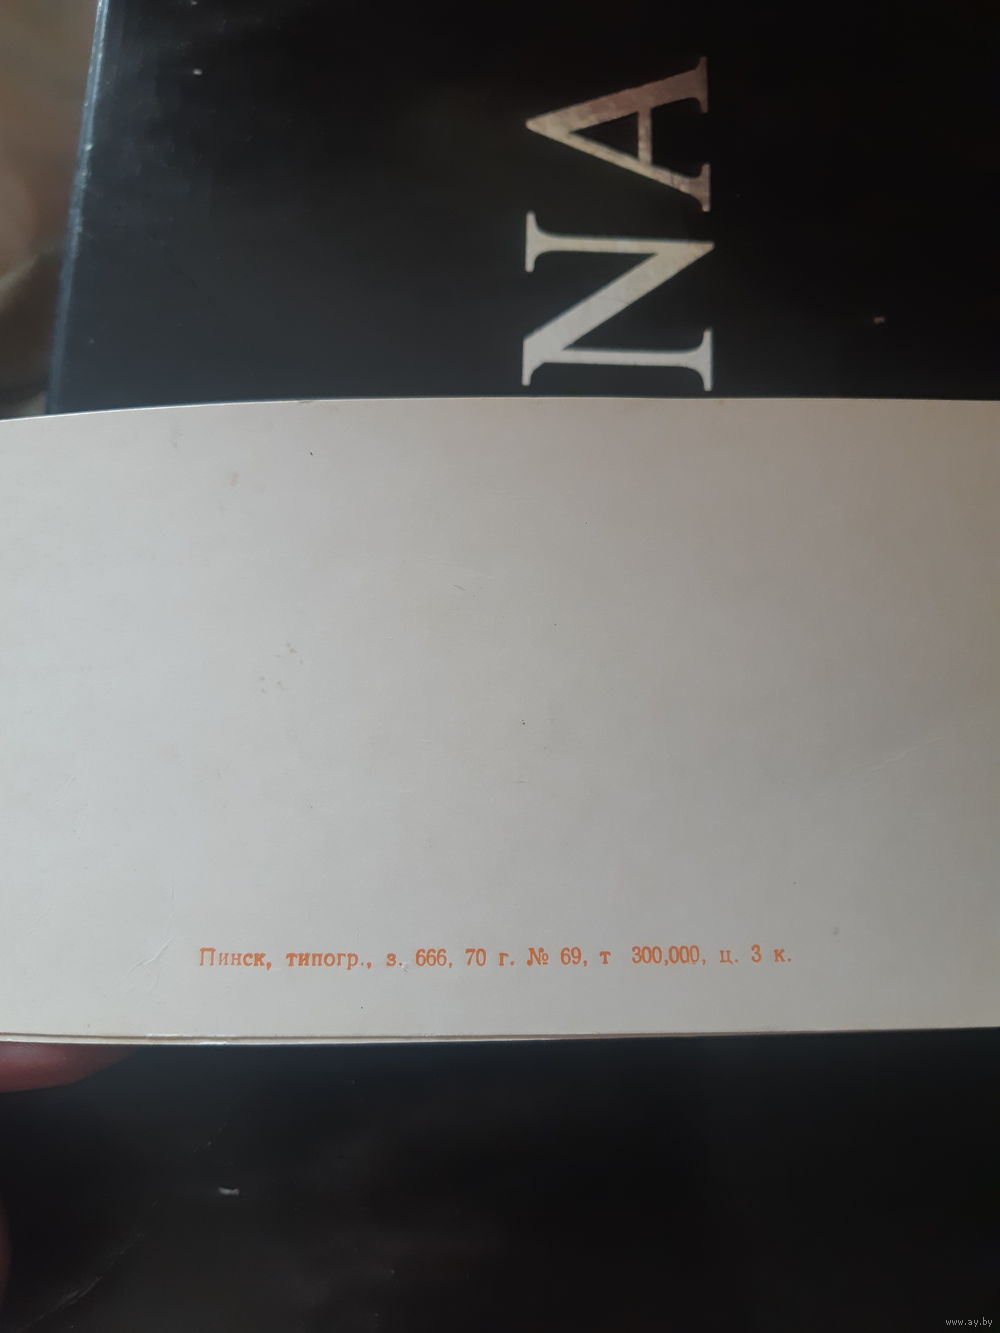 NA
Пинск, типогр., з. 666, 70 г. № 69, т 300,000, ц. 3 к.
www.ay.by